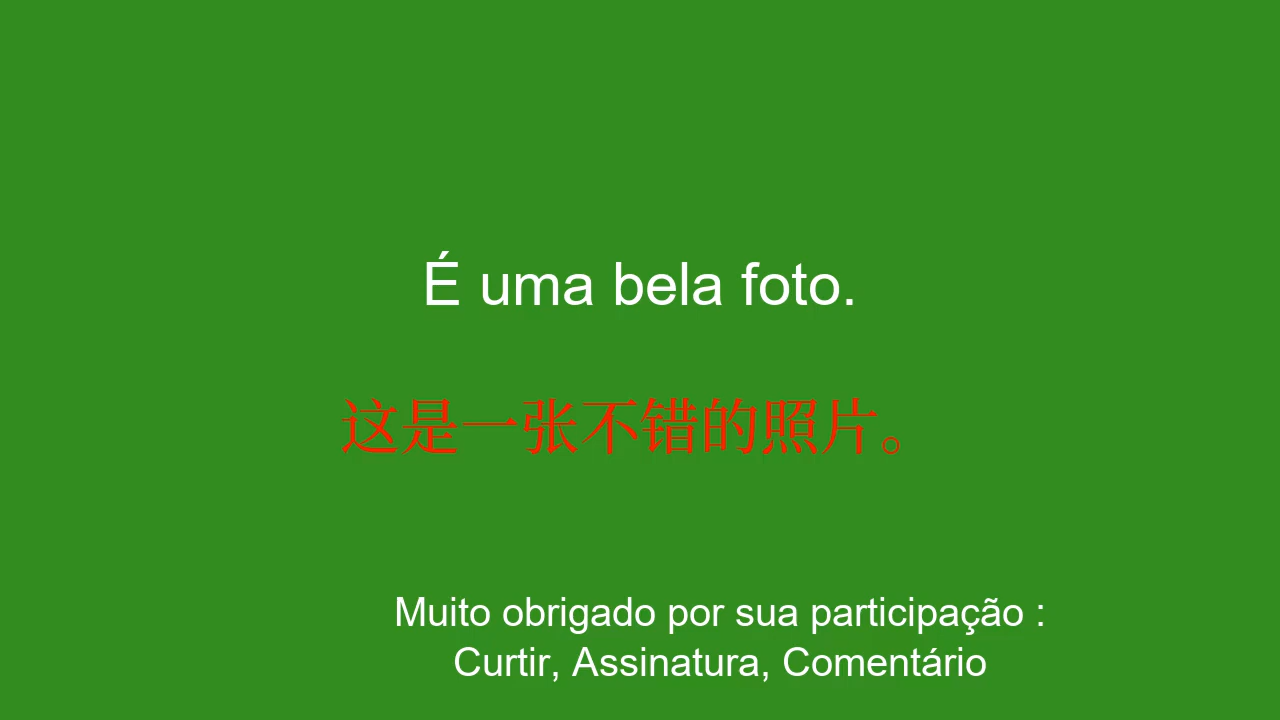 É uma bela foto.
这是一张不错的照片。
Muito obrigado por sua participação :
Curtir, Assinatura, Comentário